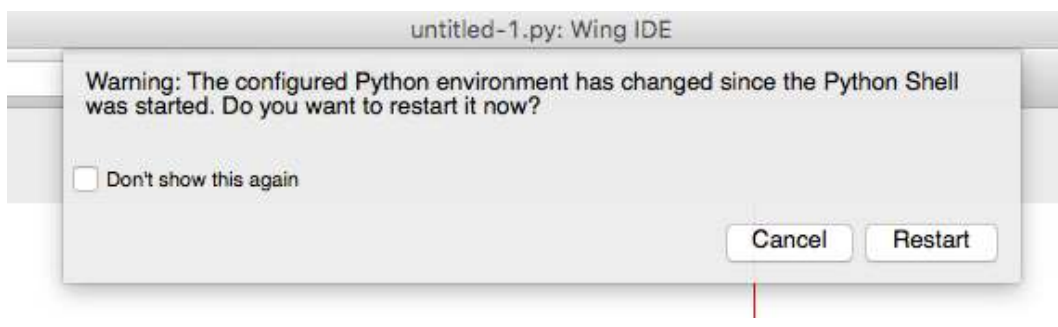 untitled-1.py: Wing IDE
Warning: The configured Python environment has changed since the Python Shell
was started. Do you want to restart it now?
Don't show this again
Cancel Restart